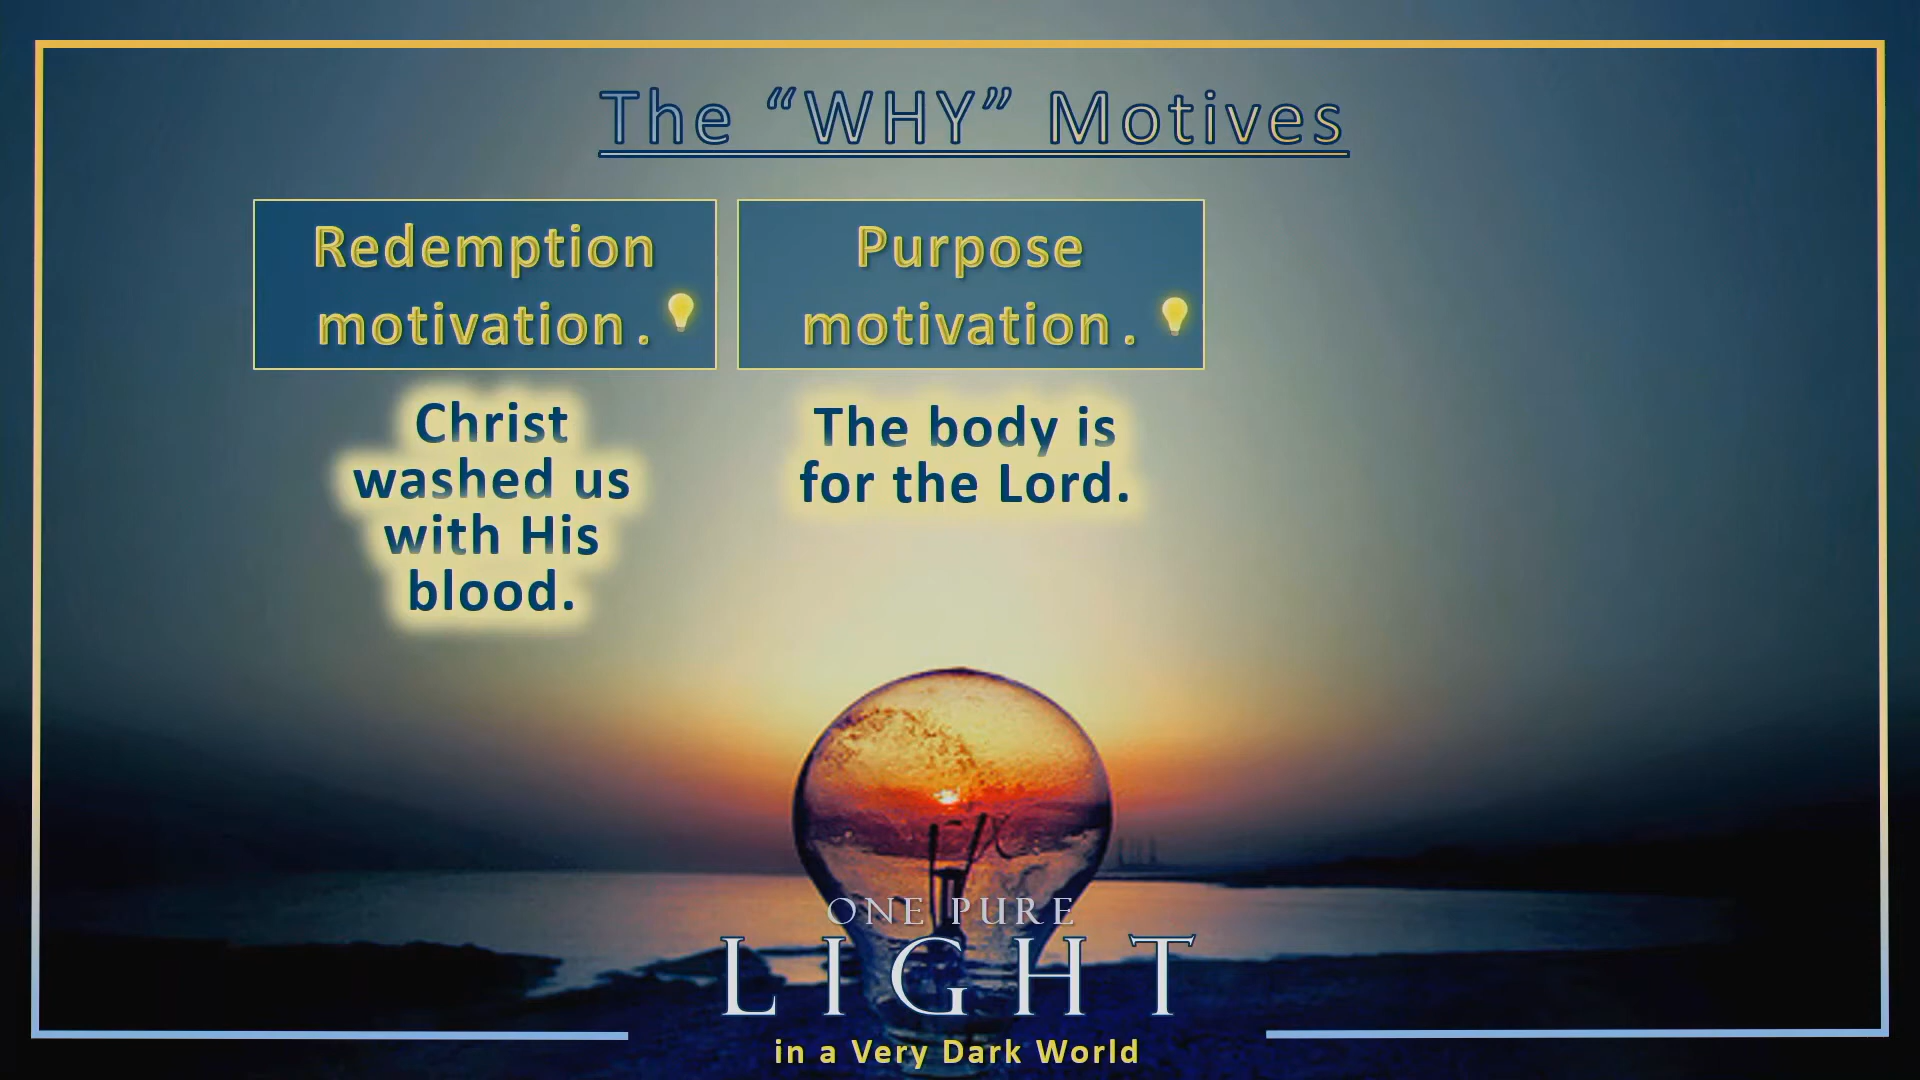 The “WHY” Motives
Redemption
motivation.
Purpose
motivation.
Christ
washed us
with His
blood.
The body is
for the Lord.
ONE PURE
LIGHT
in a Very Dark World